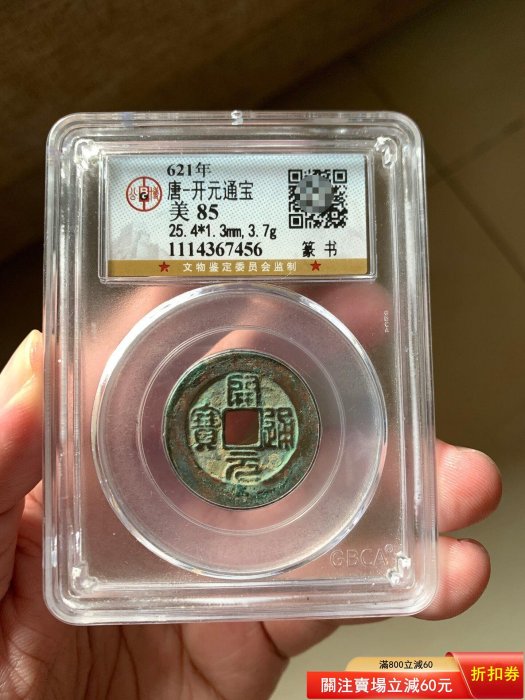 621年
唐-开元通宝
美 85
25.4*1.3mm, 3.7g
1114367456
篆 书
★ 文物鉴定委员会监制 ★
公博
開元通寶
GBCA
滿800立減60
關注賣場立減60元
折扣券